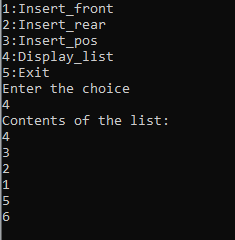 1:Insert_front
2:Insert_rear
3:Insert_pos
4:Display_list
5:Exit
Enter the choice
4
Contents of the list:
4
3
2
1
5
6